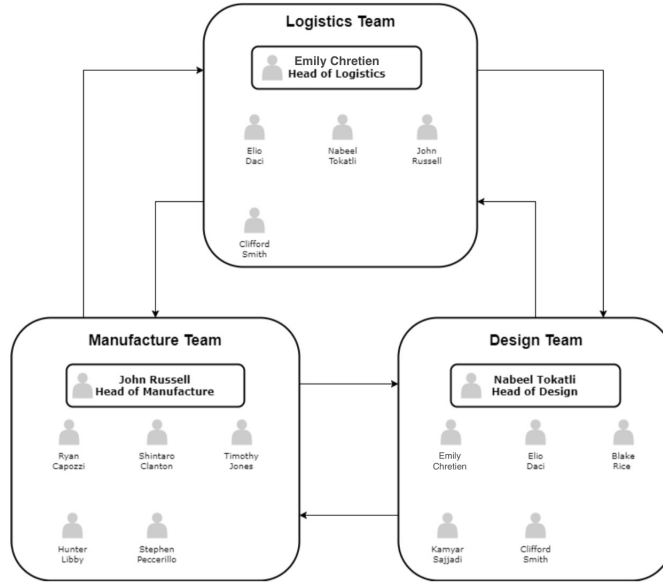 Logistics Team
Emily Chretien
Head of Logistics
Elio
Daci
Nabeel
Tokatli
John
Russell
Clifford
Smith
Manufacture Team
John Russell
Head of Manufacture
Ryan
Capozzi
Shintaro
Clanton
Timothy
Jones
Hunter
Libby
Stephen
Peccerillo
Design Team
Nabeel Tokatli
Head of Design
Emily
Chretien
Elio
Daci
Blake
Rice
Kamyar
Sajjadi
Clifford
Smith